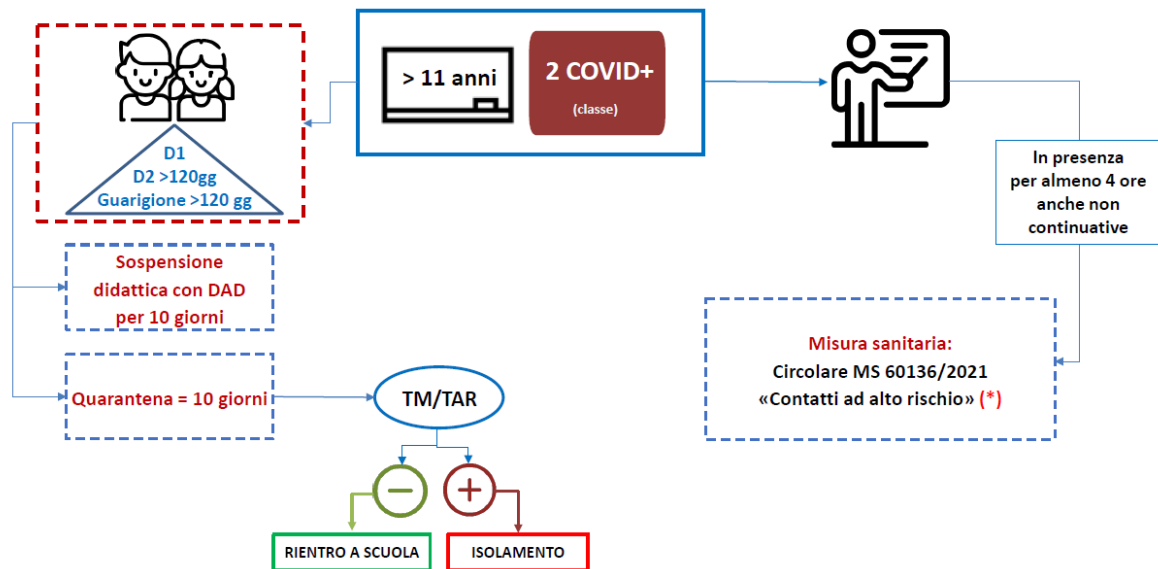 > 11 anni
2 COVID+
(classe)
D1
D2 >120gg
Guarigione >120 gg
In presenza
per almeno 4 ore
anche non
continuative
Sospensione
didattica con DAD
per 10 giorni
Misura sanitaria:
Circolare MS 60136/2021
«Contatti ad alto rischio» (*)
Quarantena = 10 giorni
TM/TAR
RIENTRO A SCUOLA
ISOLAMENTO